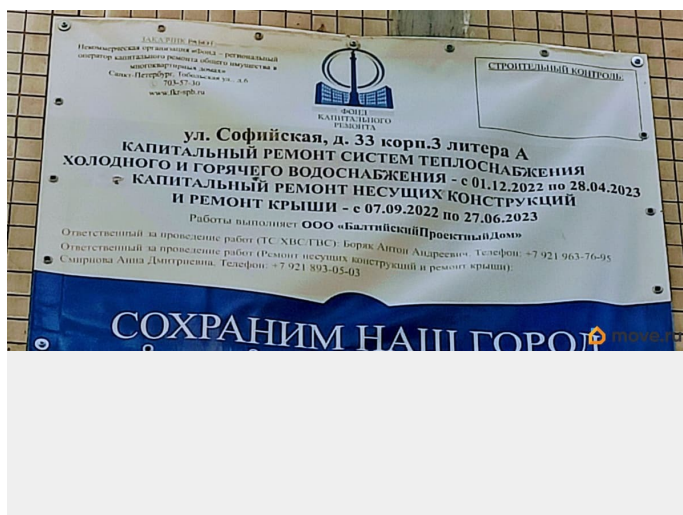 ЗАКАЗЧИК РАБОТ:
Некоммерческая организация «Фонд – региональный
оператор капитального ремонта общего имущества в
многоквартирных домах»
Санкт-Петербург, Тобольская ул., д.6
703-57-30
www.fkr-spb.ru
ФОНД
КАПИТАЛЬНОГО
РЕМОНТА
СТРОИТЕЛЬНЫЙ КОНТРОЛЬ:
ул. Софийская, д. 33 корп.3 литера А
КАПИТАЛЬНЫЙ РЕМОНТ СИСТЕМ ТЕПЛОСНАБЖЕНИЯ
ХОЛОДНОГО И ГОРЯЧЕГО ВОДОСНАБЖЕНИЯ - с 01.12.2022 по 28.04.2023
КАПИТАЛЬНЫЙ РЕМОНТ НЕСУЩИХ КОНСТРУКЦИЙ
И РЕМОНТ КРЫШИ – с 07.09.2022 по 27.06.2023
Работы выполняет ООО «БалтийскийПроектныйДом»
Ответственный за проведение работ (ТС/ХВС/ГВС): Боряк Антон Андреевич. Телефон: +7 921 963-76-95
Ответственный за проведение работ (Ремонт несущих конструкций и ремонт крыши):
Смирнова Анна Дмитриевна. Телефон: +7 921 893-05-03
СОХРАНИМ НАШ ГОРОД
move.ru